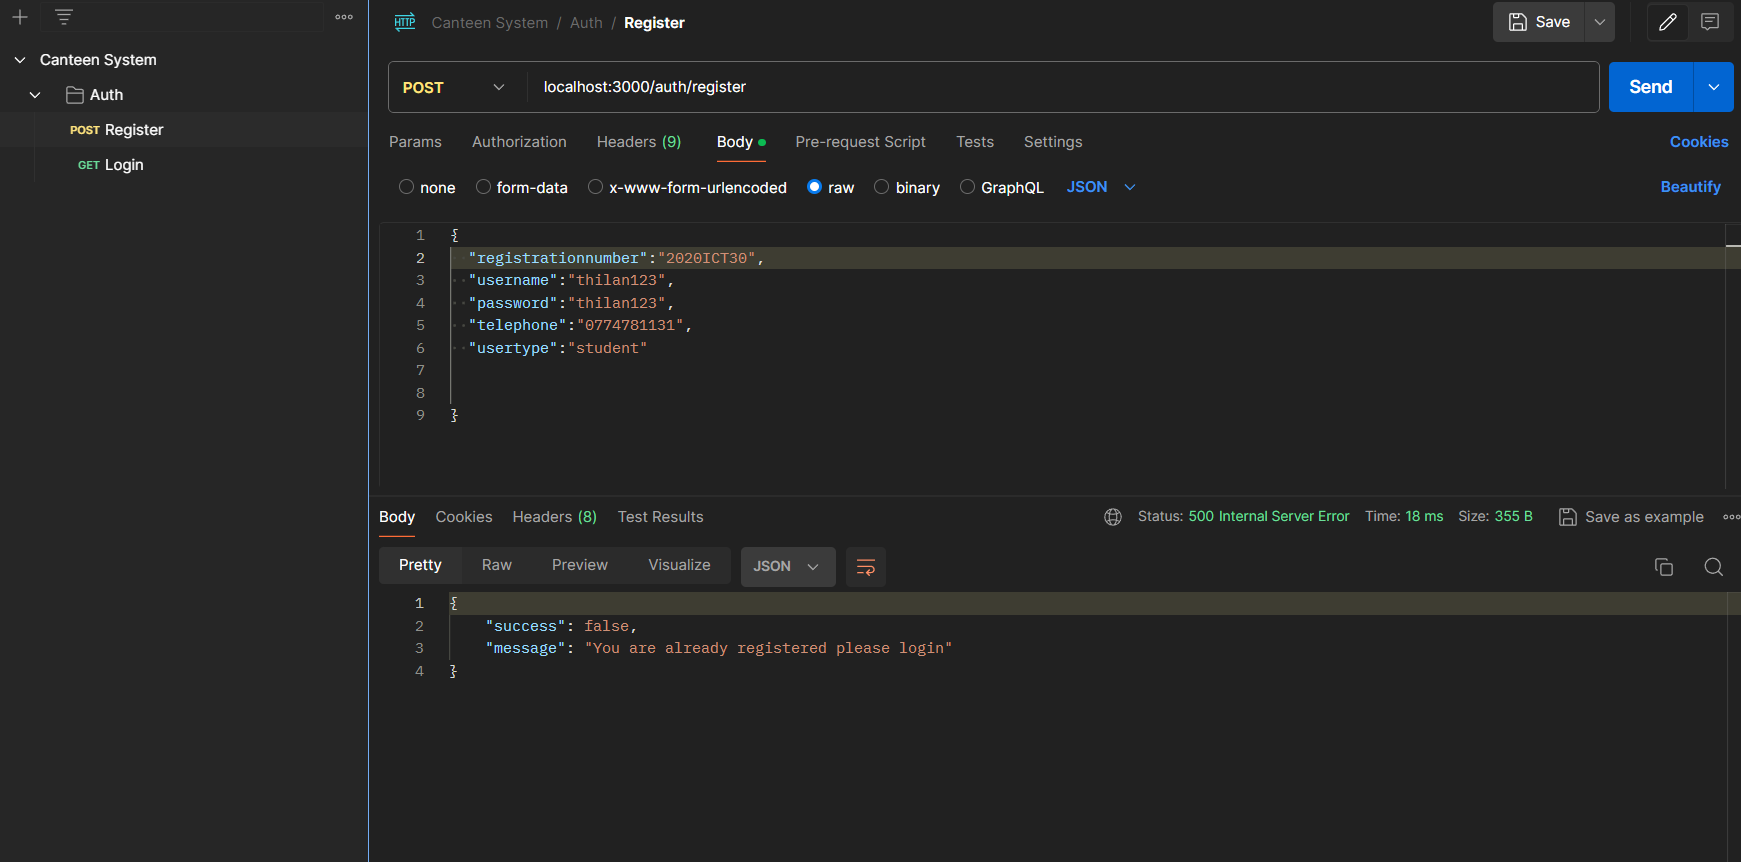 Canteen System
Auth
POST Register
GET Login
HTTP Canteen System / Auth / Register
Save
POST localhost:3000/auth/register
Send
Params Authorization Headers (9) Body Pre-request Script Tests Settings Cookies
none form-data x-www-form-urlencoded raw binary GraphQL JSON Beautify
1 {
2 "registrationnumber":"2020ICT30",
3 "username":"thilan123",
4 "password":"thilan123",
5 "telephone":"0774781131",
6 "usertype":"student"
7
8
9 }
Body Cookies Headers (8) Test Results Status: 500 Internal Server Error Time: 18 ms Size: 355 B Save as example
Pretty Raw Preview Visualize JSON
1 {
2 "success": false,
3 "message": "You are already registered please login"
4 }